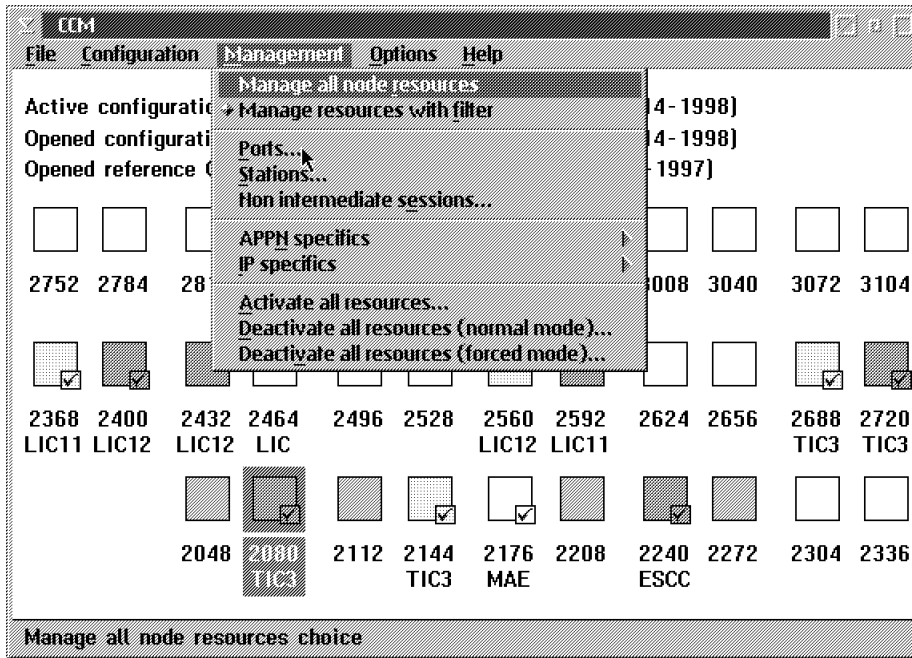 CCM
File Configuration Management Options Help
Manage all node resources
Active configuratio 14-1998)
Manage resources with filter
Opened configurati 14-1998)
Ports...
Opened reference -1997)
Stations...
Non intermediate sessions...
APPN specifics
IP specifics
2752 2784 28 3008 3040 3072 3104
Activate all resources...
Deactivate all resources (normal mode)...
Deactivate all resources (forced mode)...
2368 2400 2432 2464 2496 2528 2560 2592 2624 2656 2688 2720
LIC11 LIC12 LIC12 LIC LIC12 LIC11 TIC3 TIC3
2048 2080 2112 2144 2176 2208 2240 2272 2304 2336
TIC3 TIC3 MAE ESCC
Manage all node resources choice